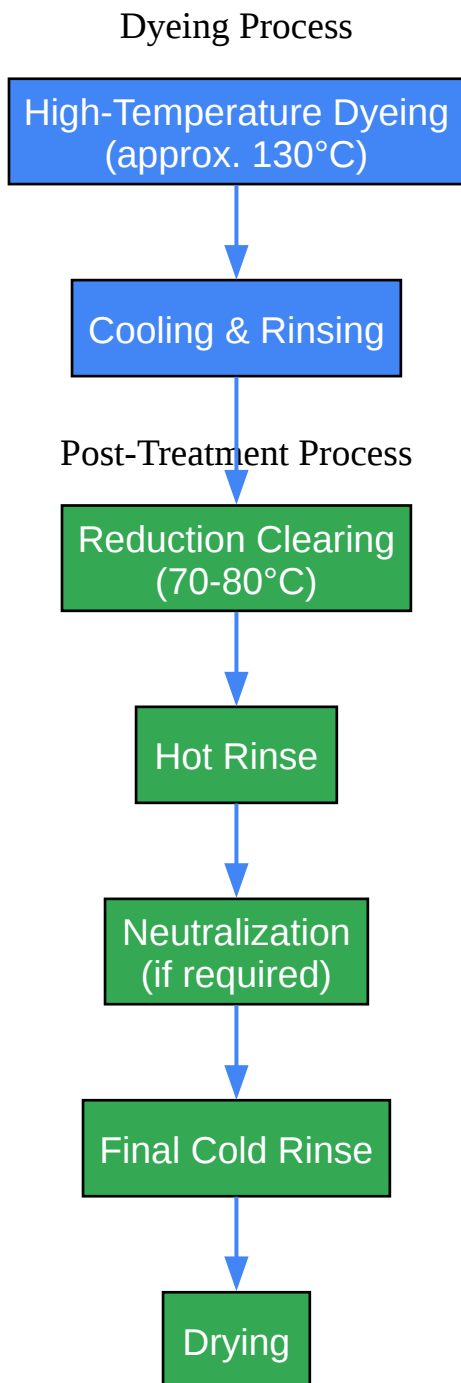 Dyeing Process
High-Temperature Dyeing
(approx. 130°C)
Cooling & Rinsing
Post-Treatment Process
Reduction Clearing
(70-80°C)
Hot Rinse
Neutralization
(if required)
Final Cold Rinse
Drying